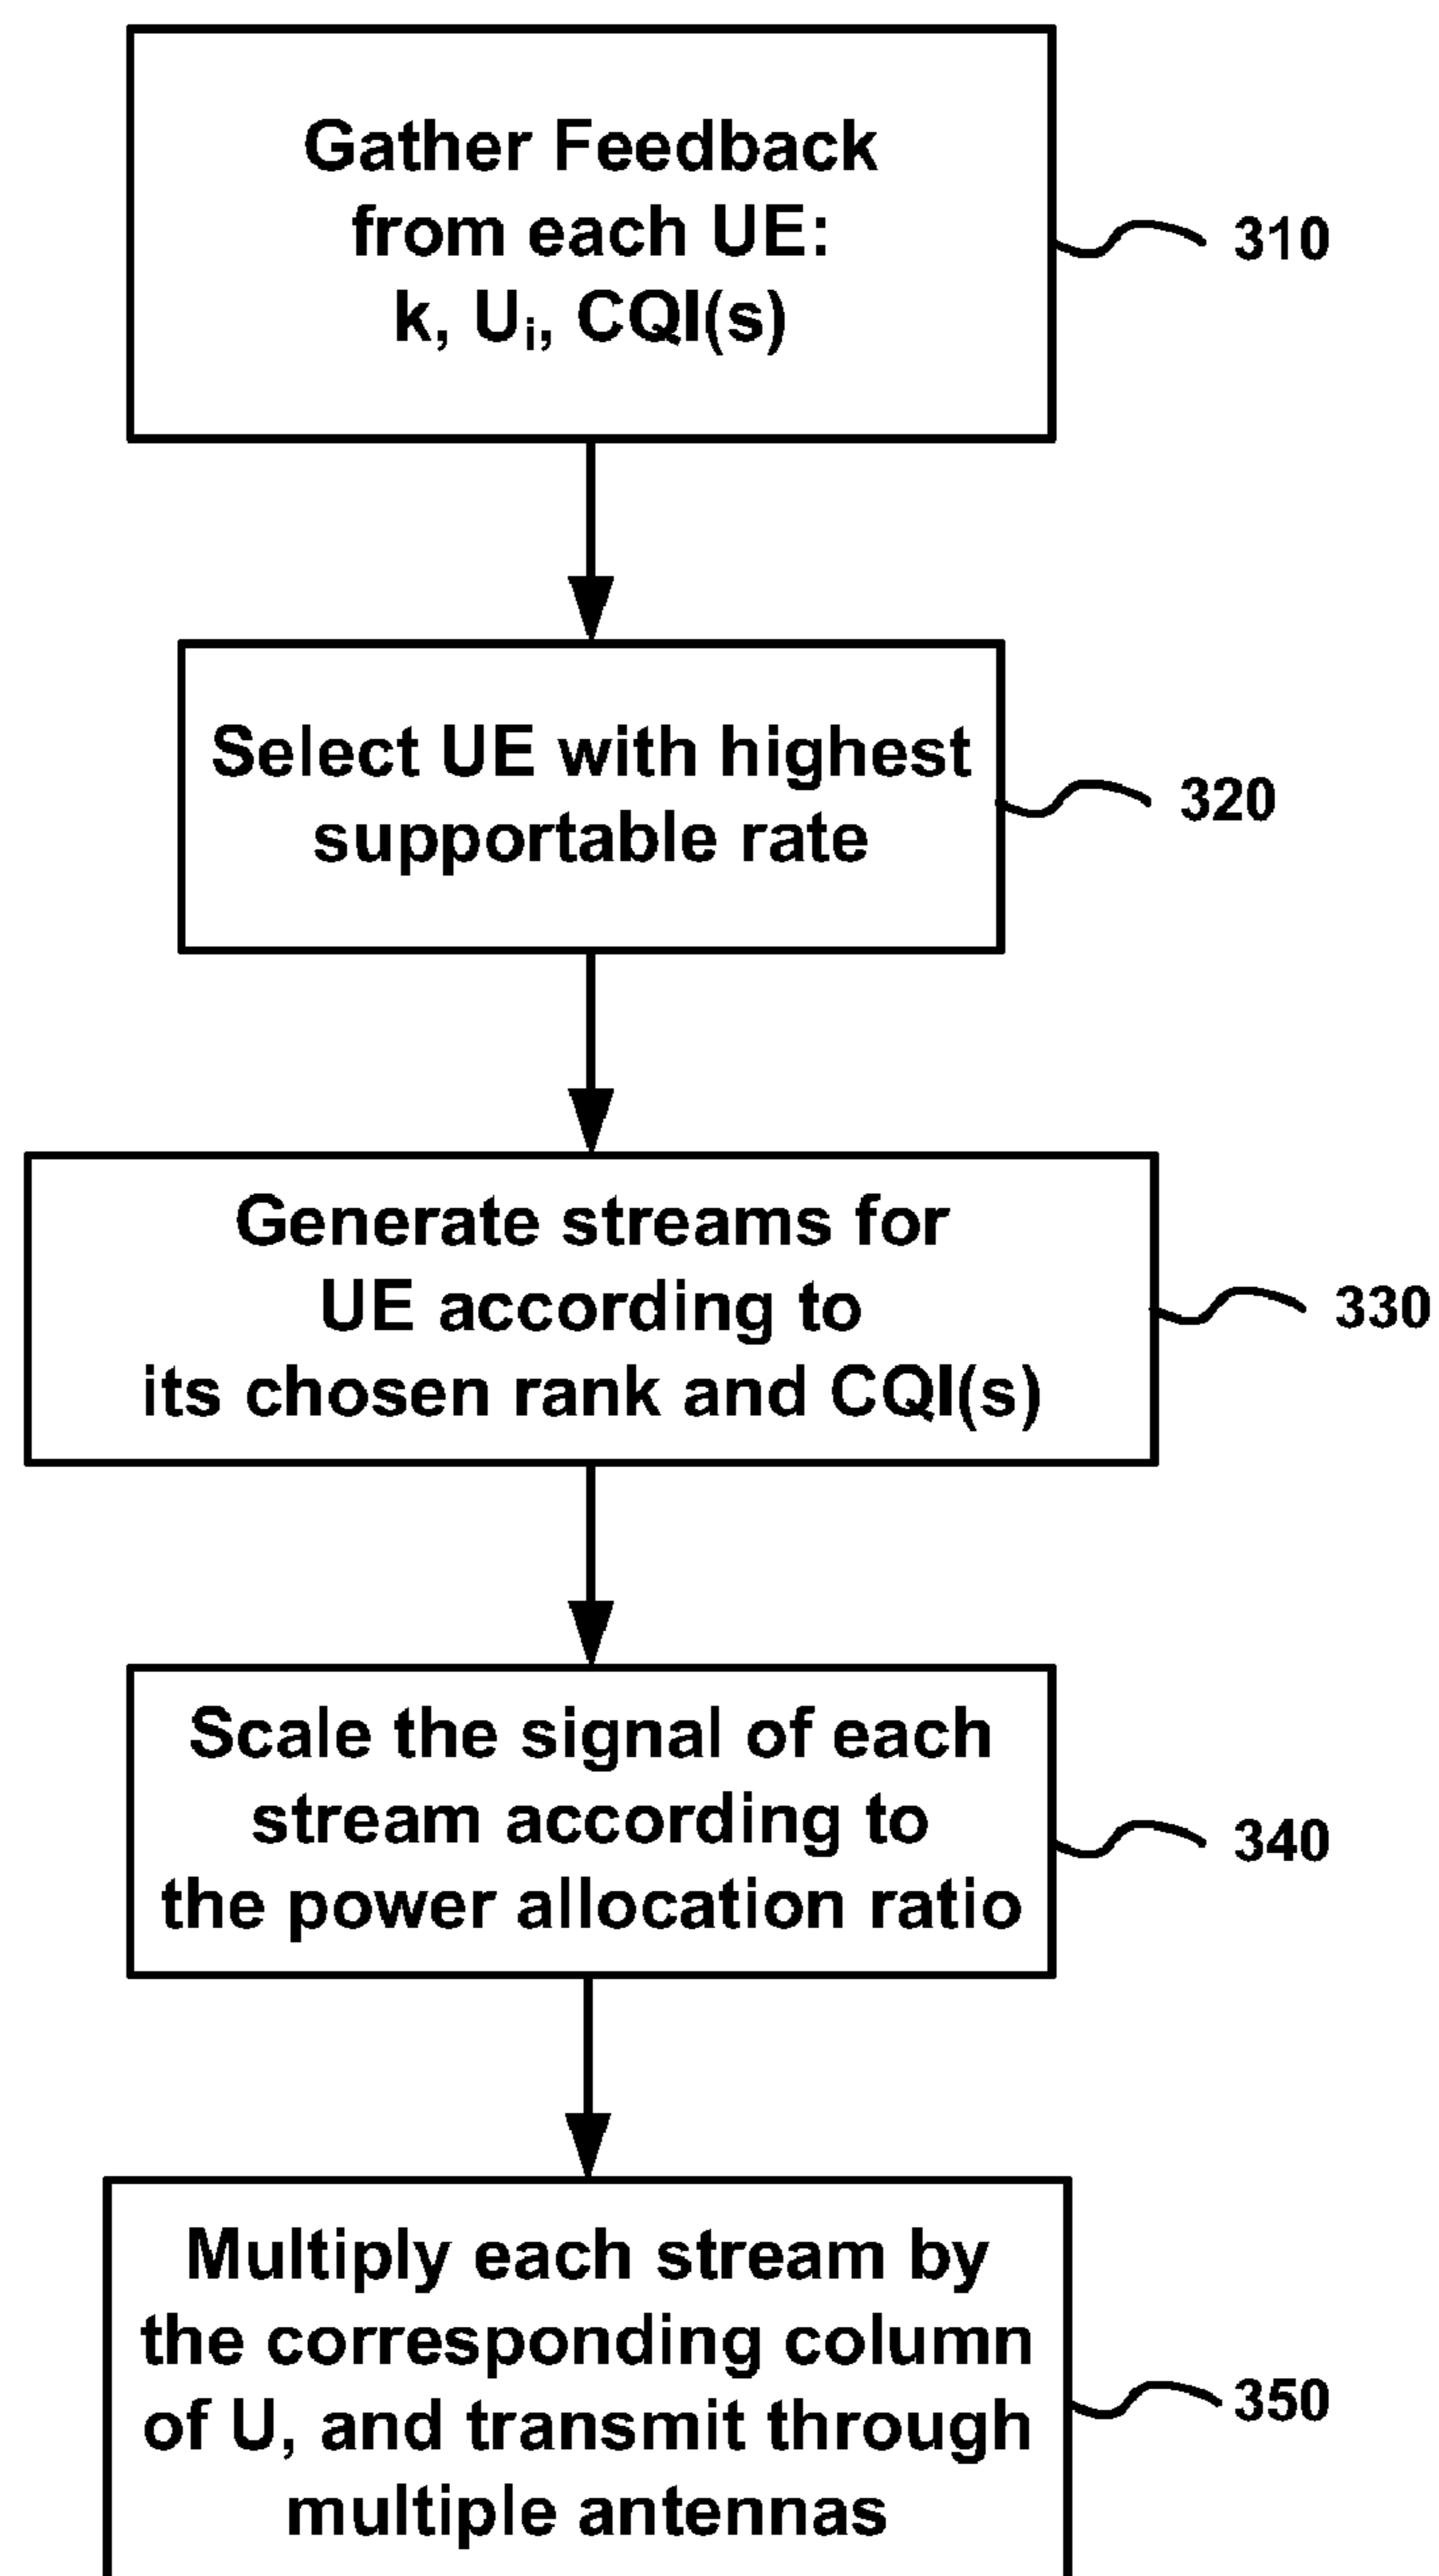 Gather Feedback
from each UE:
k, Uᵢ, CQI(s)
310
Select UE with highest
supportable rate
320
Generate streams for
UE according to
its chosen rank and CQI(s)
330
Scale the signal of each
stream according to
the power allocation ratio
340
Multiply each stream by
the corresponding column
of U, and transmit through
multiple antennas
350